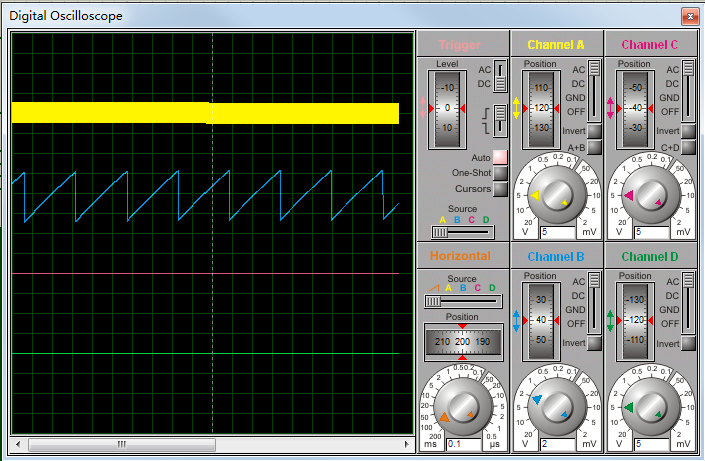 Digital Oscilloscope
Trigger
Level
-10
0
10
AC
DC
Auto
One-Shot
Cursors
Source
A B C D
Channel A
Position
-110
-120
-130
AC
DC
GND
OFF
Invert
A+B
20
10
5
2
1
0.5
0.2
0.1
50
20
10
5
2
V
5
mV
Channel C
Position
-50
-40
-30
AC
DC
GND
OFF
Invert
C+D
20
10
5
2
1
0.5
0.2
0.1
50
20
10
5
2
V
5
mV
Horizontal
Source
A B C D
Position
210 200 190
200
100
50
20
10
5
2
1
0.5
0.2
0.1
50
20
10
5
2
1
0.5
ms
0.1
µs
Channel B
Position
30
40
50
AC
DC
GND
OFF
Invert
20
10
5
2
1
0.5
0.2
0.1
50
20
10
5
2
V
2
mV
Channel D
Position
-130
-120
-110
AC
DC
GND
OFF
Invert
20
10
5
2
1
0.5
0.2
0.1
50
20
10
5
2
V
5
mV